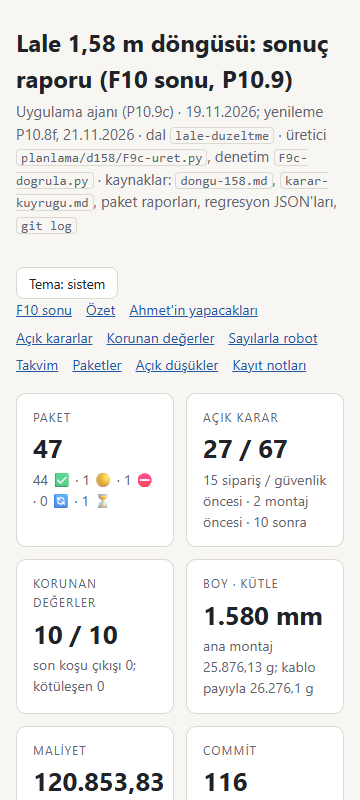 Lale 1,58 m döngüsü: sonuç
raporu (F10 sonu, P10.9)
Uygulama ajanı (P10.9c) · 19.11.2026; yenileme
P10.8f, 21.11.2026 · dal lale-duzeltme · üretici
planlama/d158/F9c-uret.py, denetim F9c-
dogrula.py · kaynaklar: dongu-158.md, karar-
kuyrugu.md, paket raporları, regresyon JSON'ları,
git log
Tema: sistem
F10 sonu Özet Ahmet'in yapacakları
Açık kararlar Korunan değerler Sayılarla robot
Takvim Paketler Açık düşükler Kayıt notları
PAKET
47
44 ✅ · 1 🟡 · 1 ⛔
· 0 🔄 · 1 ⏳
AÇIK KARAR
27 / 67
15 sipariş / güvenlik
öncesi · 2 montaj
öncesi · 10 sonra
KORUNAN
DEĞERLER
10 / 10
son koşu çıkışı 0;
kötüleşen 0
BOY · KÜTLE
1.580 mm
ana montaj
25.876,13 g; kablo
payıyla 26.276,1 g
MALİYET
120.853,83
COMMİT
116